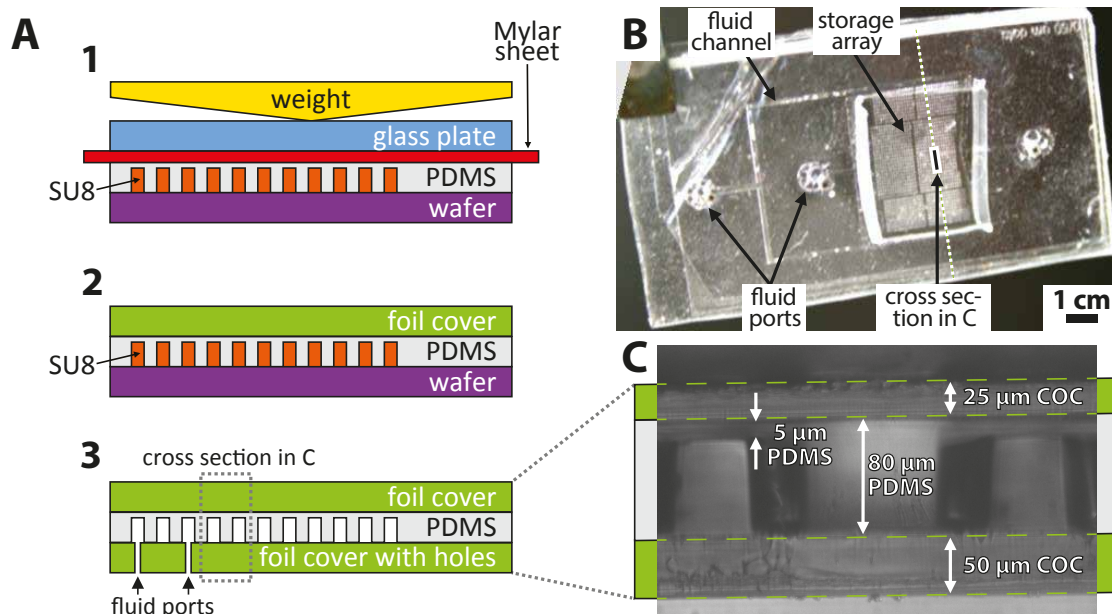 A
1
Mylar
sheet
weight
glass plate
SU8
PDMS
wafer
2
foil cover
SU8
PDMS
wafer
3
cross section in C
foil cover
PDMS
foil cover with holes
fluid ports
B
fluid
channel
storage
array
fluid
ports
cross sec-
tion in C
1 cm
C
25 µm COC
5 µm
PDMS
80 µm
PDMS
50 µm COC